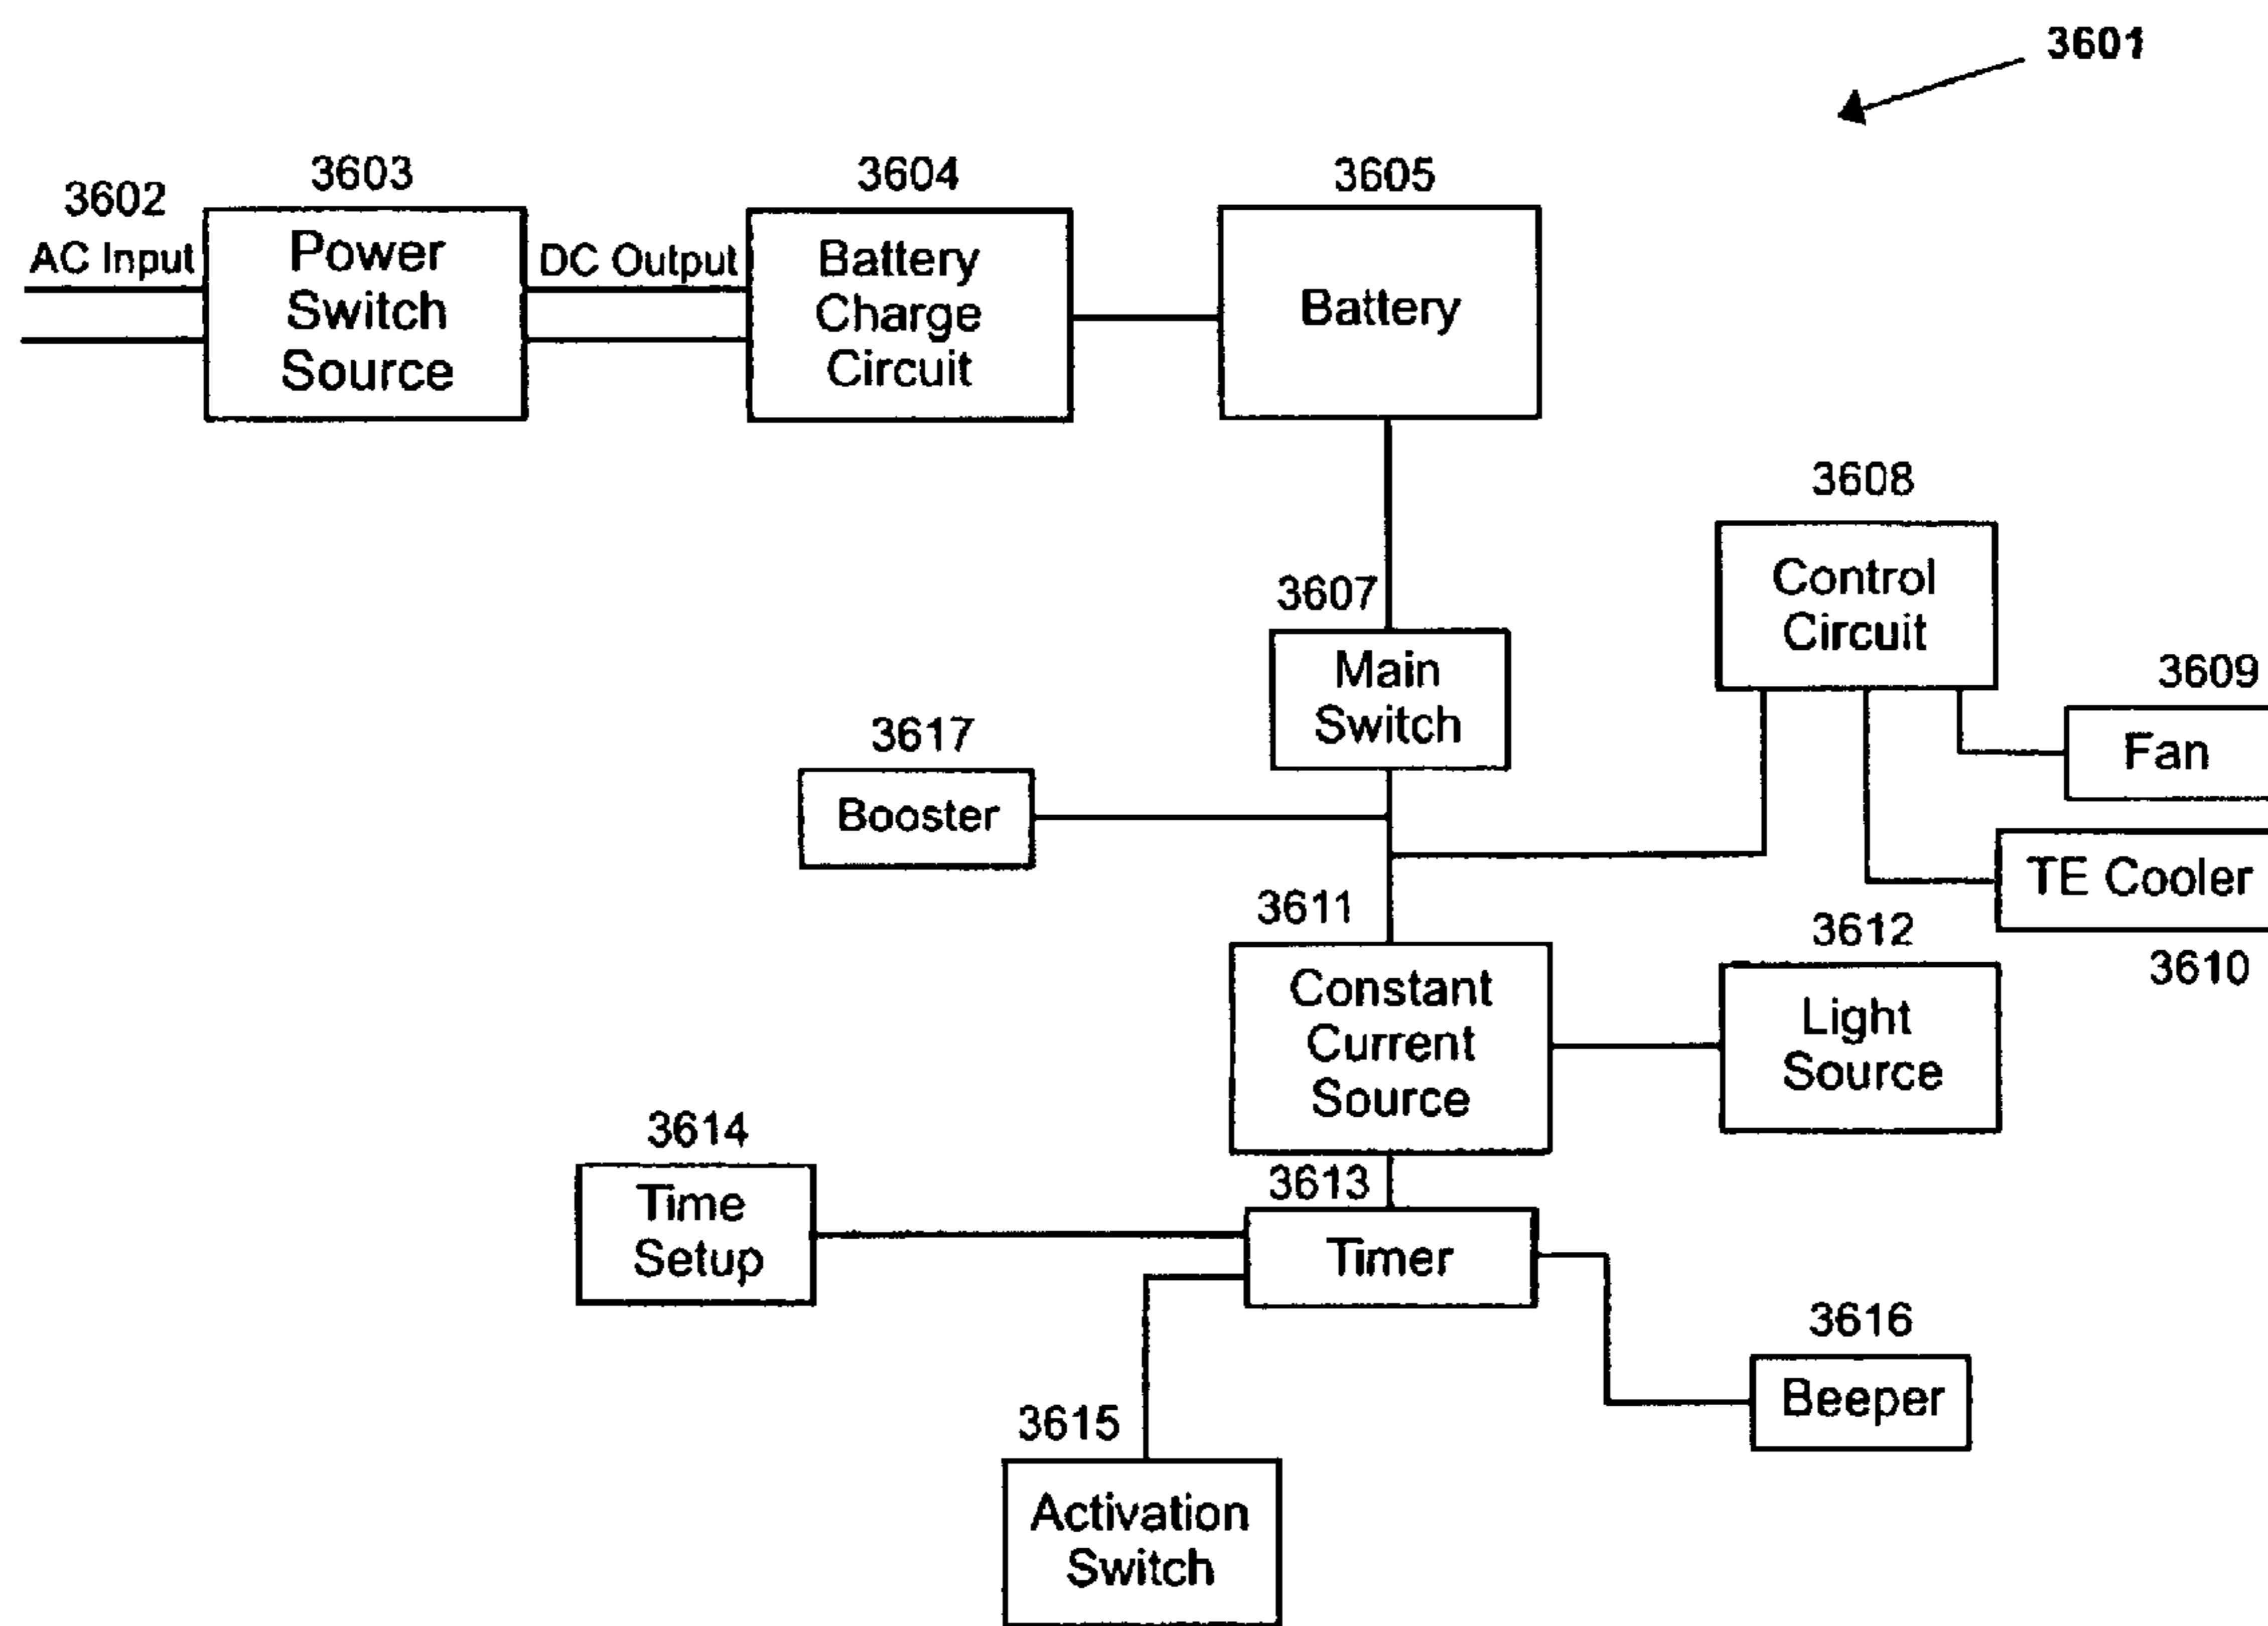 3601
3602
AC Input
3603
Power
Switch
Source
DC Output
3604
Battery
Charge
Circuit
3605
Battery
3607
Main
Switch
3608
Control
Circuit
3609
Fan
TE Cooler
3610
3617
Booster
3611
Constant
Current
Source
3612
Light
Source
3613
Timer
3614
Time
Setup
3615
Activation
Switch
3616
Beeper